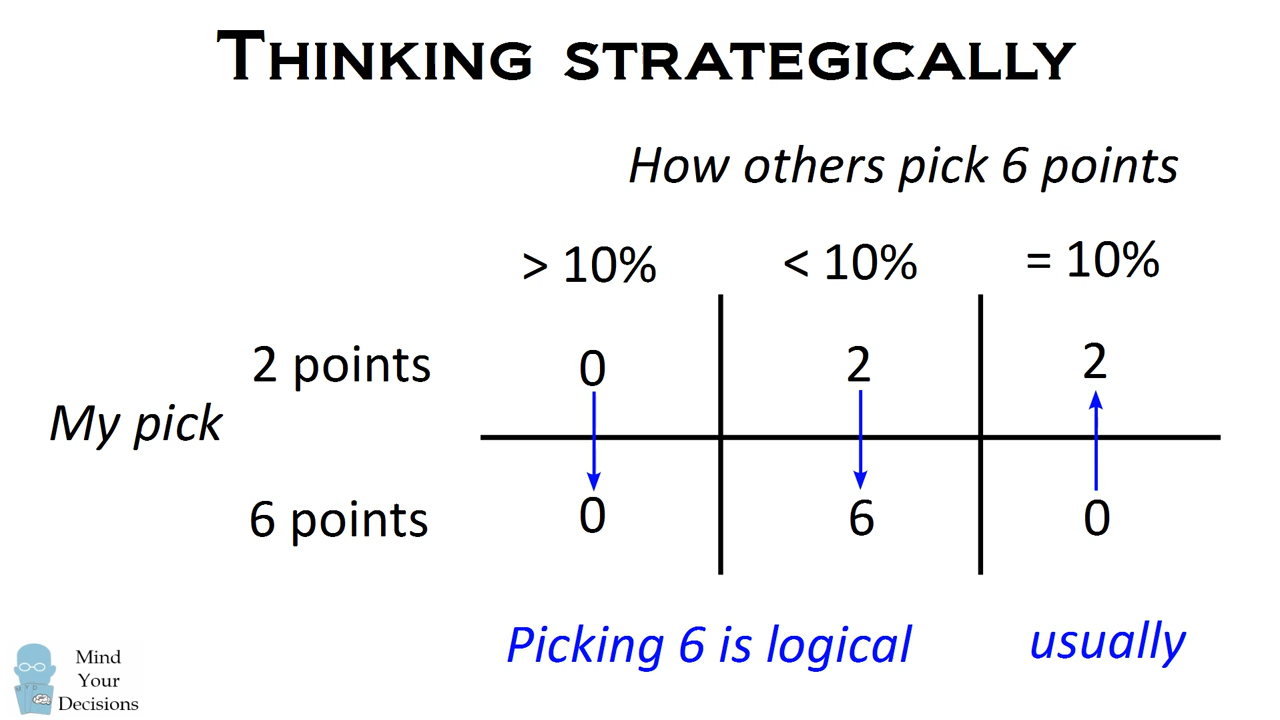 THINKING STRATEGICALLY
How others pick 6 points
> 10% < 10% = 10%
2 points 0 2 2
My pick
6 points 0 6 0
Picking 6 is logical usually
Mind
Your
Decisions